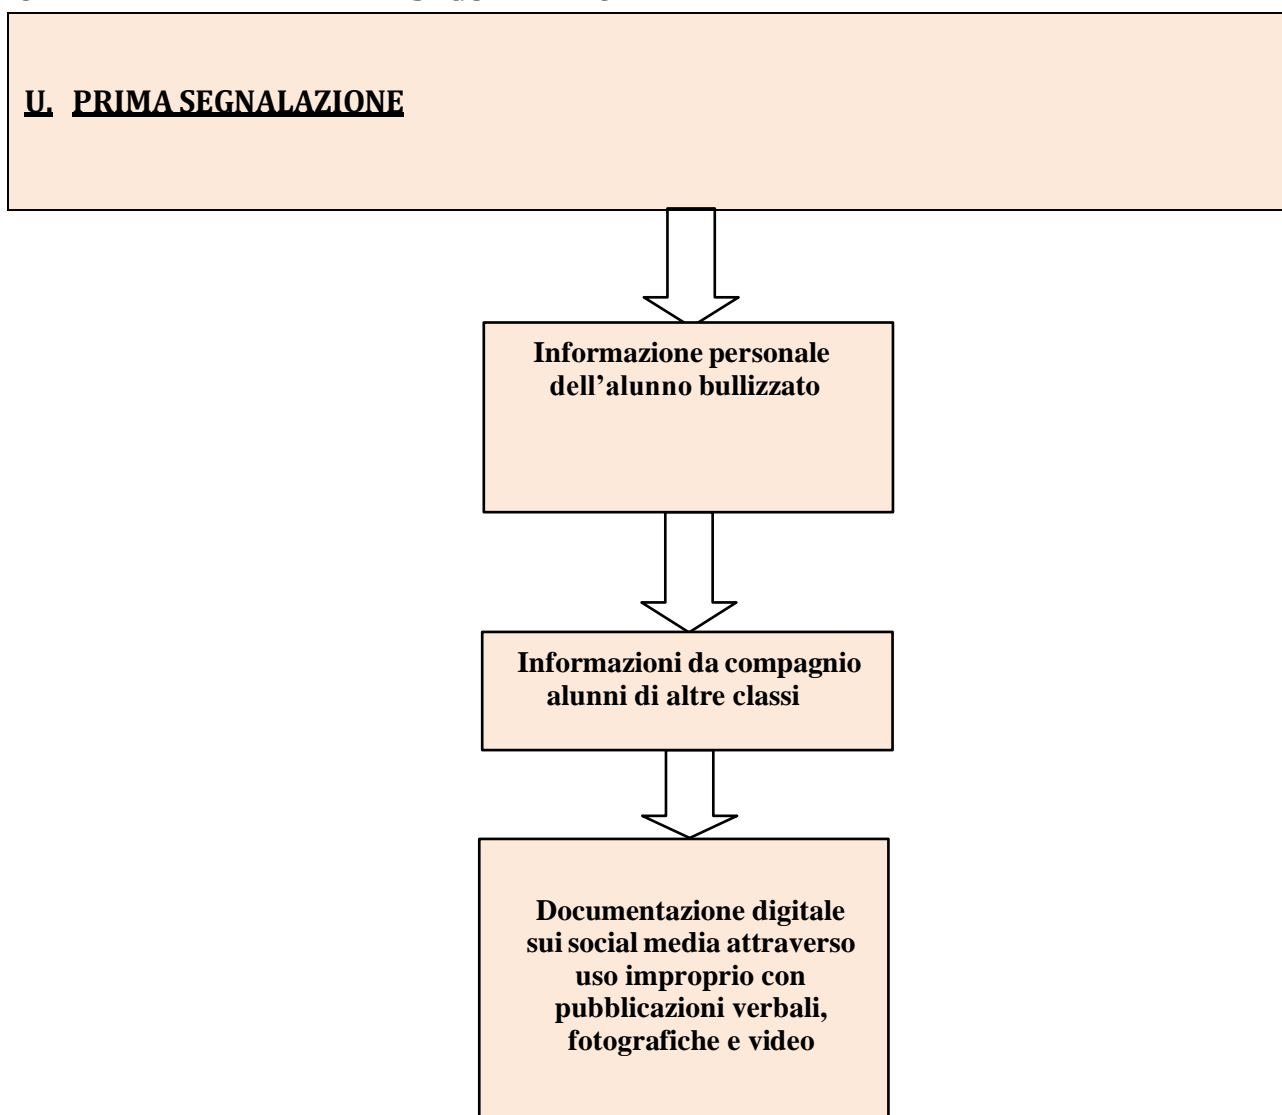 U. PRIMA SEGNALAZIONE
Informazione personale
dell’alunno bullizzato
Informazioni da compagnio
alunni di altre classi
Documentazione digitale
sui social media attraverso
uso improprio con
pubblicazioni verbali,
fotografiche e video